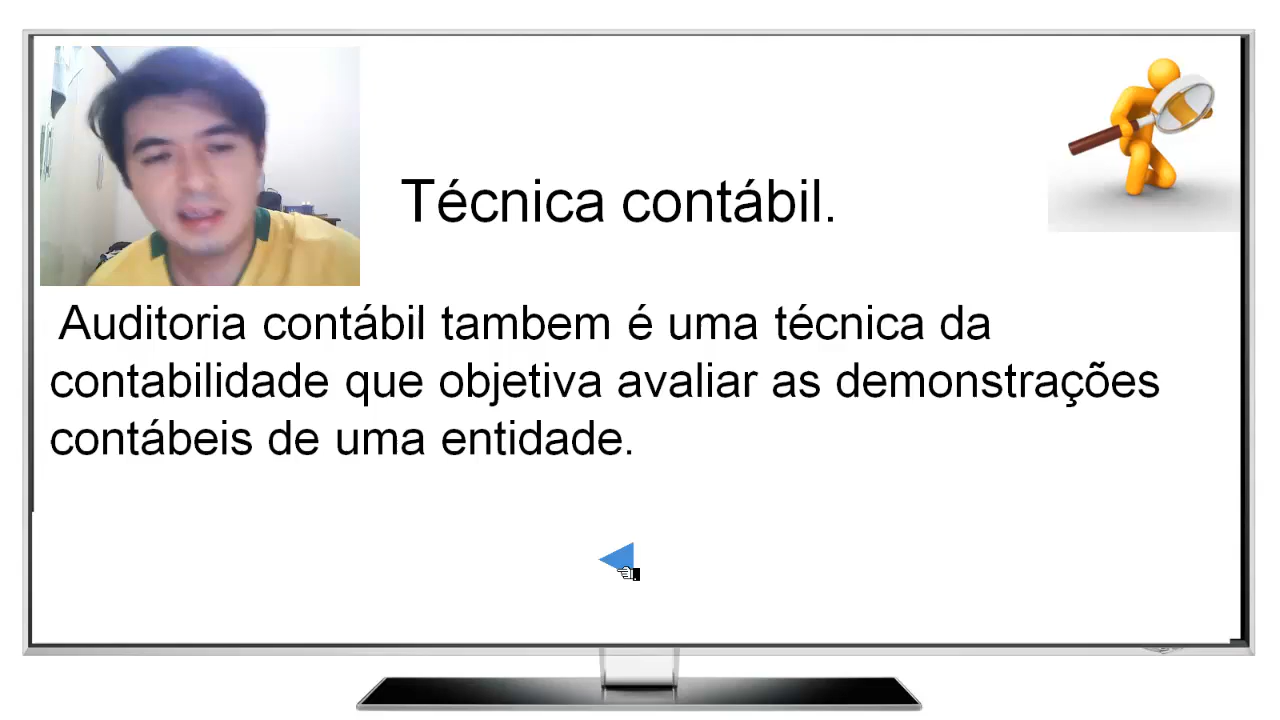 Técnica contábil.
Auditoria contábil tambem é uma técnica da
contabilidade que objetiva avaliar as demonstrações
contábeis de uma entidade.